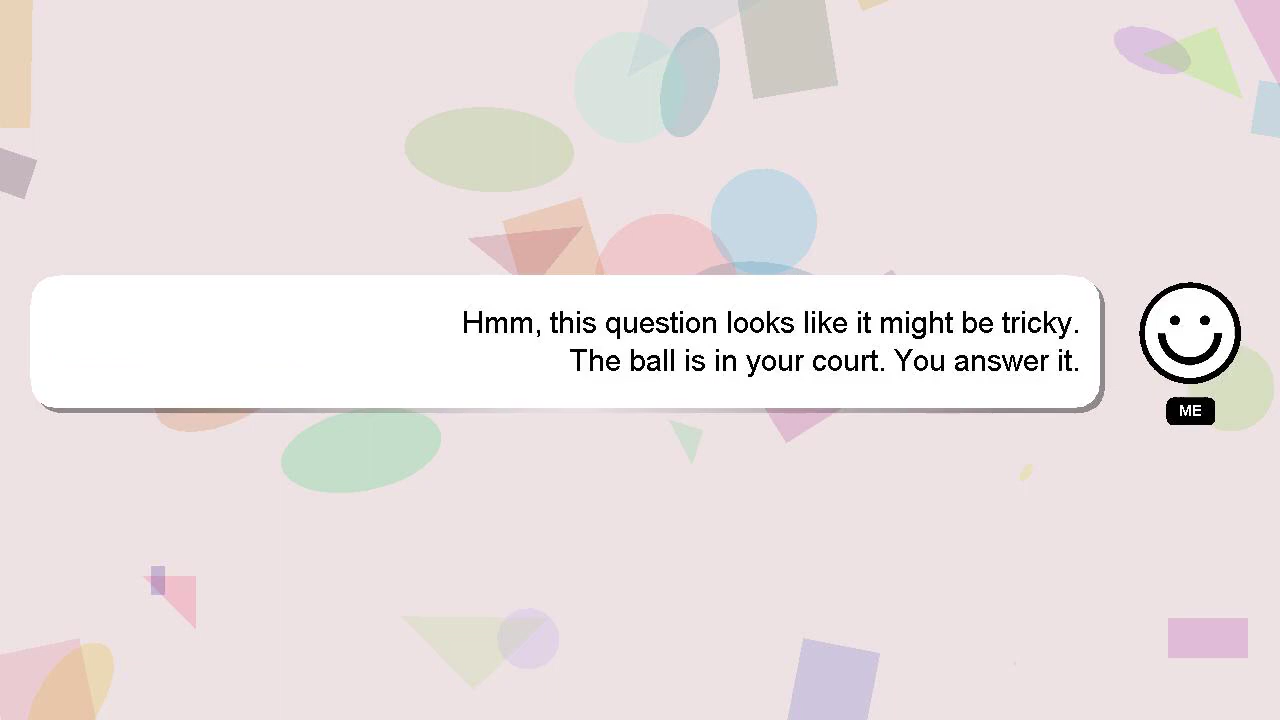 Hmm, this question looks like it might be tricky.
The ball is in your court. You answer it.
ME